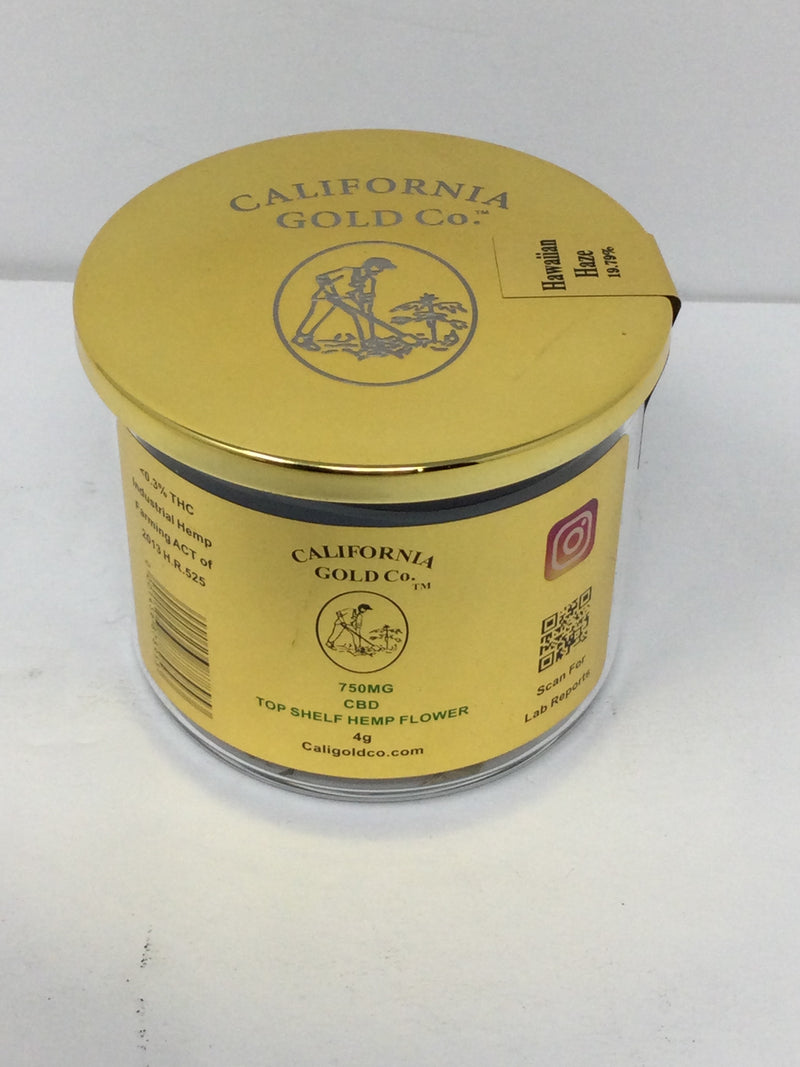 CALIFORNIA
GOLD Co.™
Hawaiian
Haze
19.79%
<0.3% THC
Industrial Hemp
Farming ACT of
2013 H.R.525
CALIFORNIA
GOLD Co.TM
750MG
CBD
TOP SHELF HEMP FLOWER
4g
Caligoldco.com
Scan For
Lab Reports